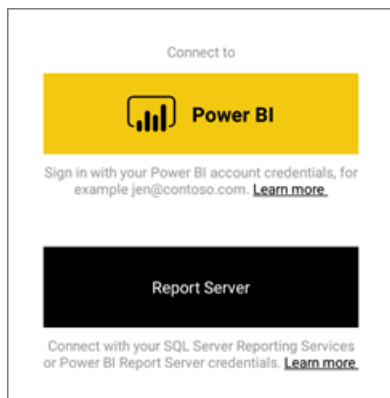 Connect to
Power BI
Sign in with your Power BI account credentials, for
example jen@contoso.com. Learn more
Report Server
Connect with your SQL Server Reporting Services
or Power BI Report Server credentials. Learn more